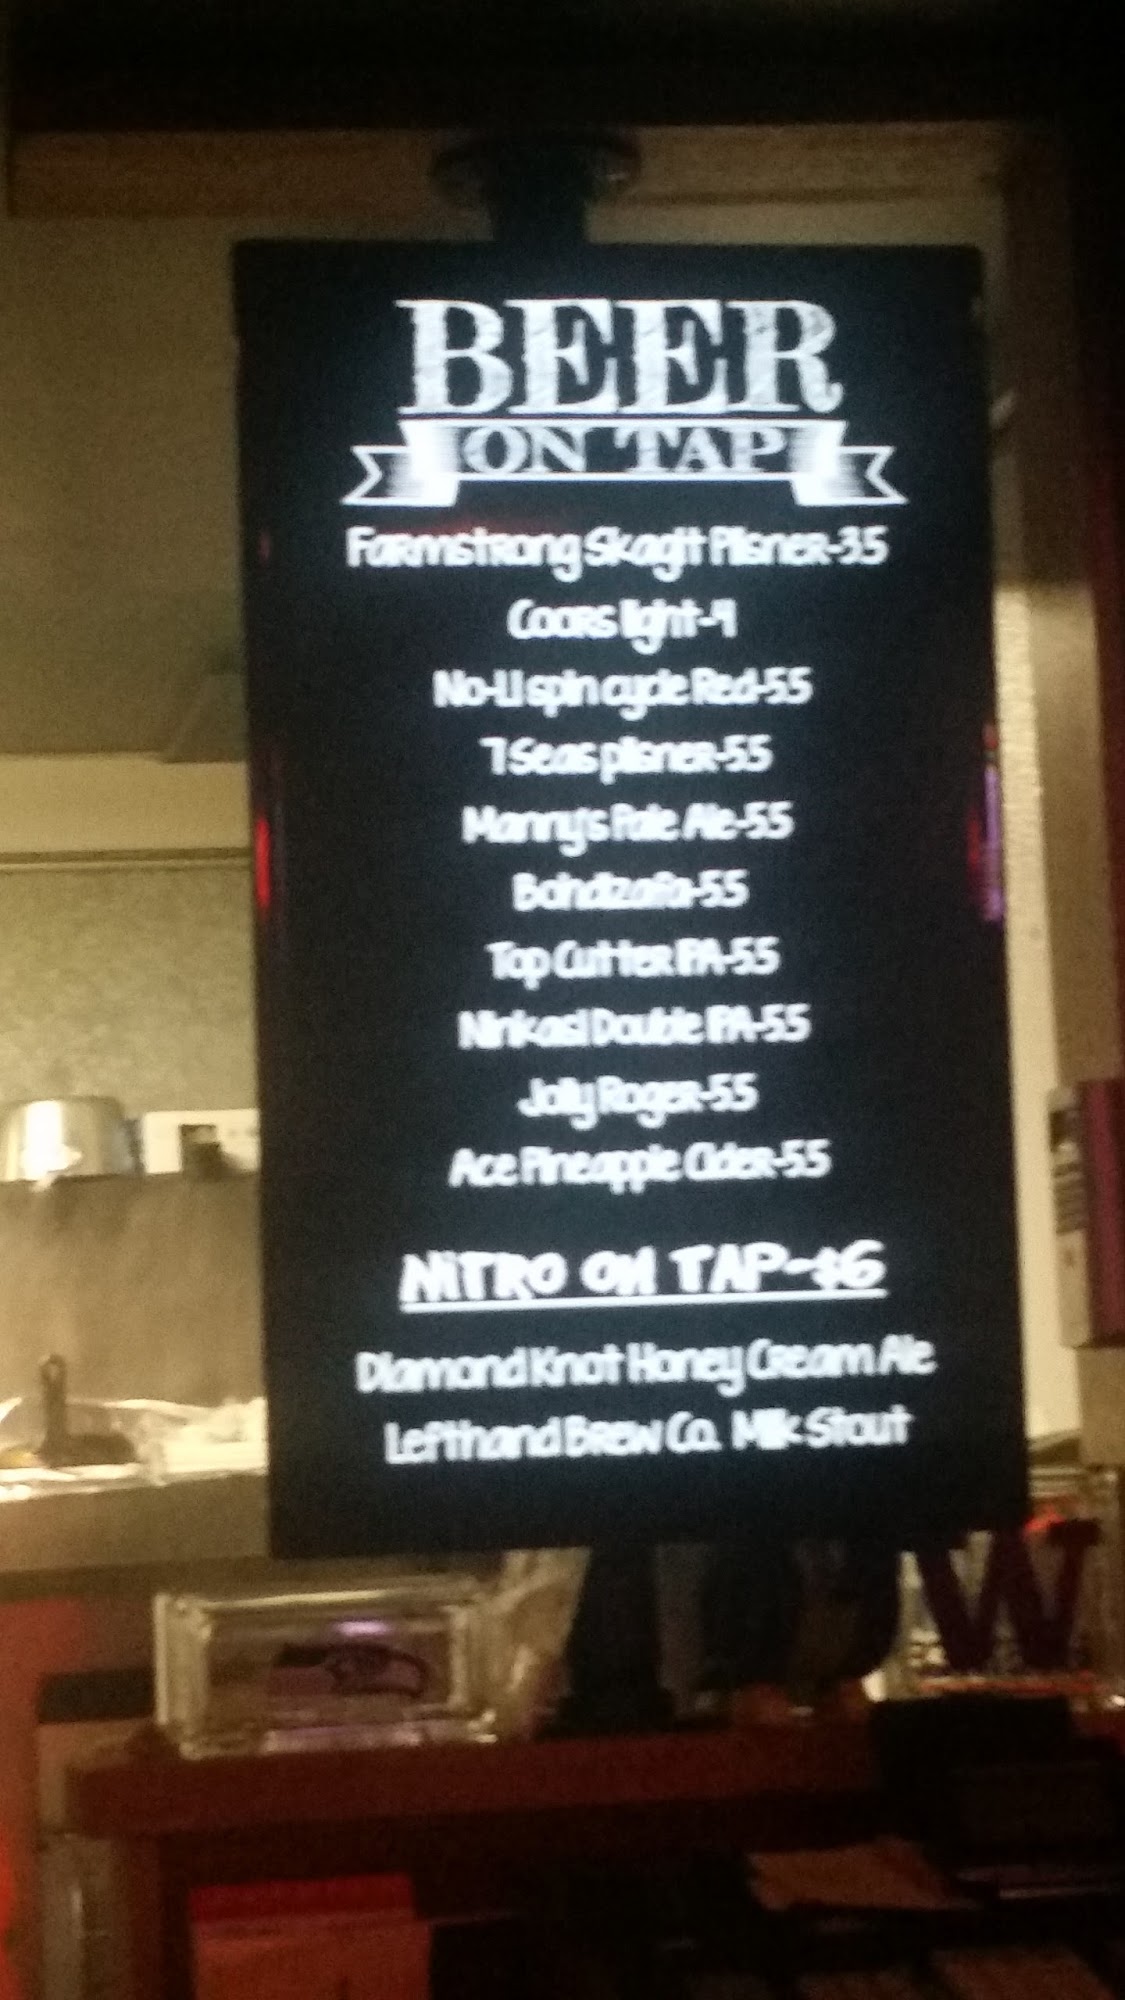 BEER
ON TAP
Farmstrong Skagit Pilsner-3.5
Coors light-4
No-Li spin cycle Red-5.5
7 Seas pilsner-5.5
Manny's Pale Ale-5.5
Bohdizafa-5.5
Top Cutter IPA-5.5
Ninkasi Double IPA-5.5
Jolly Roger-5.5
Ace Pineapple Cider-5.5
NITRO ON TAP-$6
Diamond Knot Honey Cream Ale
Lefthand Brew Co. Milk Stout
W